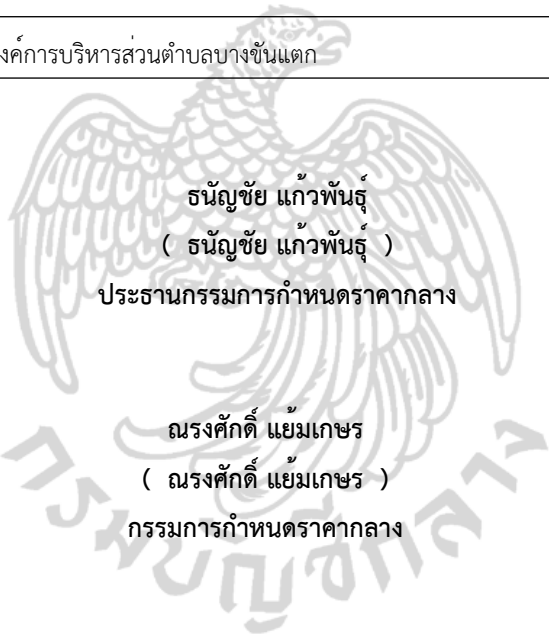 งค์การบริหารส่วนตำบลบางขันแตก
ธนัญชัย แก้วพันธุ์
( ธนัญชัย แก้วพันธุ์ )
ประธานกรรมการกำหนดราคากลาง
ณรงศักดิ์ แย้มเกษร
( ณรงศักดิ์ แย้มเกษร )
กรรมการกำหนดราคากลาง
กรมบัญชีกลาง